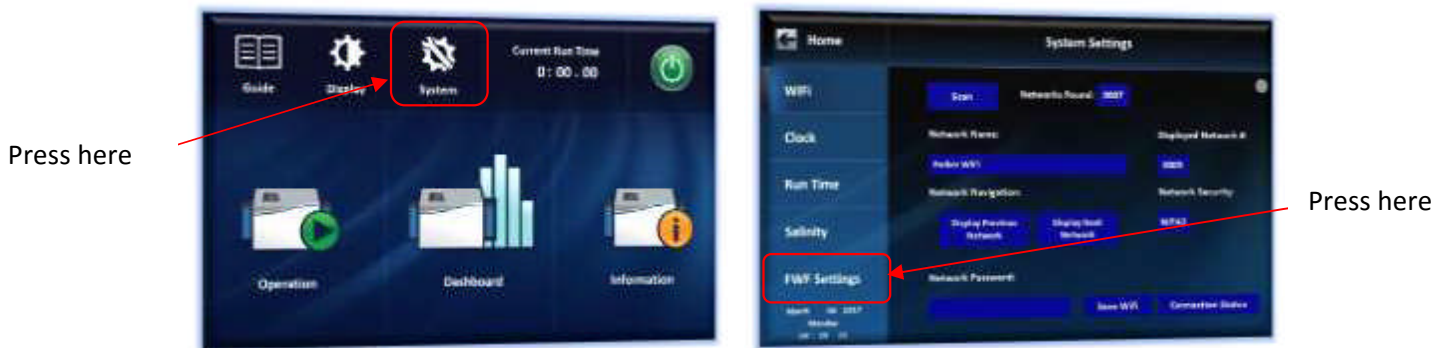 Press here
Guide
Display
System
Current Run Time
0:00.00
Operation
Dashboard
Information
Home
System Settings
WiFi
Clock
Run Time
Salinity
FWF Settings
Scan
Networks Found:
Network Name:
Displayed Network #:
Network Navigation:
Network Security:
Display Previous
Network
Display Next
Network
Network Password:
Save WiFi
Connection Status
Monday
Press here